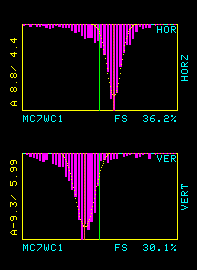 HOR
HORZ
A 8.8/ 4.4
MC7WC1 FS 36.2%
VER
VERT
A-9.3/ 5.99
MC7WC1 FS 30.1%